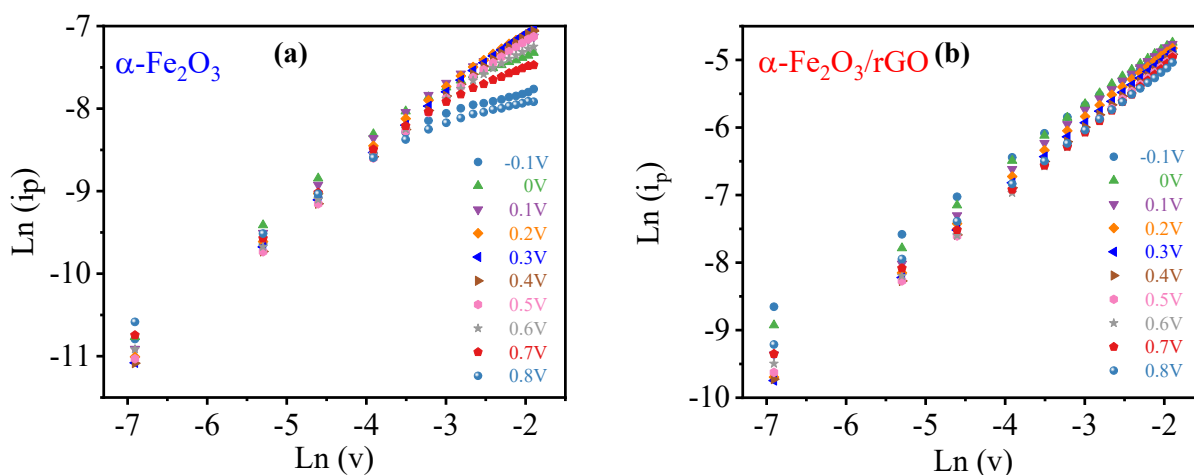 (a)
α-Fe₂O₃
Ln (iₚ)
-7
-8
-9
-10
-11
-0.1V
0V
0.1V
0.2V
0.3V
0.4V
0.5V
0.6V
0.7V
0.8V
-7 -6 -5 -4 -3 -2
Ln (v)
(b)
α-Fe₂O₃/rGO
Ln (iₚ)
-5
-6
-7
-8
-9
-10
-0.1V
0V
0.1V
0.2V
0.3V
0.4V
0.5V
0.6V
0.7V
0.8V
-7 -6 -5 -4 -3 -2
Ln (v)